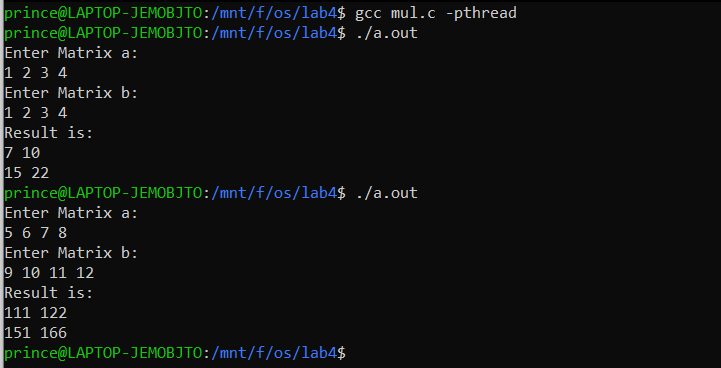 prince@LAPTOP-JEMOBJTO:/mnt/f/os/lab4$ gcc mul.c -pthread
prince@LAPTOP-JEMOBJTO:/mnt/f/os/lab4$ ./a.out
Enter Matrix a:
1 2 3 4
Enter Matrix b:
1 2 3 4
Result is:
7 10
15 22
prince@LAPTOP-JEMOBJTO:/mnt/f/os/lab4$ ./a.out
Enter Matrix a:
5 6 7 8
Enter Matrix b:
9 10 11 12
Result is:
111 122
151 166
prince@LAPTOP-JEMOBJTO:/mnt/f/os/lab4$